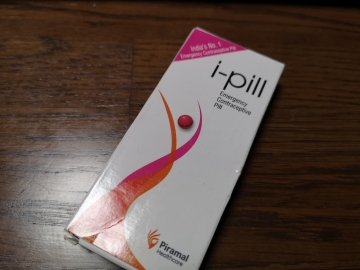 India's No. 1
Emergency Contraceptive Pill
i-pill
Emergency
Contraceptive
Pill
Piramal
Healthcare